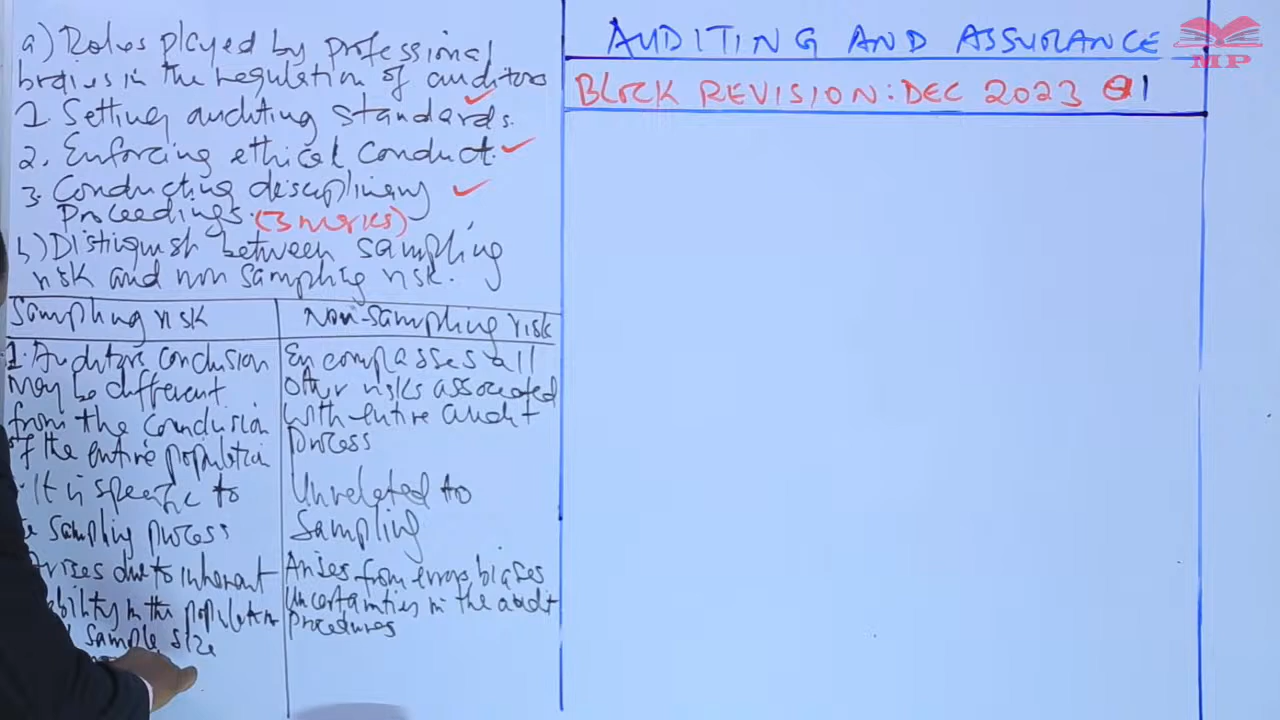 a) Roles played by professional
bodies in the regulation of auditors
1. Setting auditing standards.
2. Enforcing ethical conduct.
3. Conducting desciplinary
Proceedings. (3 marks)
b) Distinguish between sampling
risk and non sampling risk.
Sampling risk
1. Auditors conclusion
may be different
from the conclusion
of the entire population
It is specific to
sampling process
Arises due to inherent
in the population
sample size
Non-sampling risk
Encompasses all
other risks associated
with entire audit
process
Unrelated to
Sampling
Arises from errors, biases
Uncertainties in the audit
procedures
AUDITING AND ASSURANCE
BLOCK REVISION: DEC 2023 Q1
MP